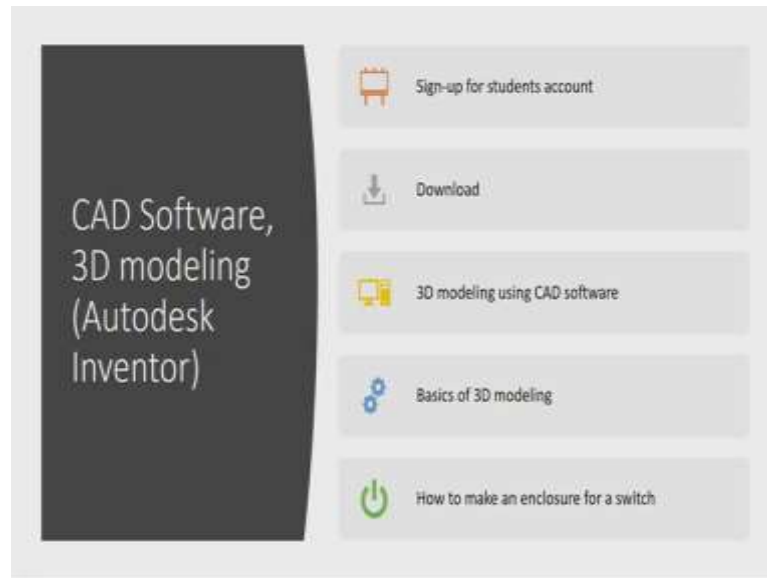 CAD Software,
3D modeling
(Autodesk
Inventor)
Sign-up for students account
Download
3D modeling using CAD software
Basics of 3D modeling
How to make an enclosure for a switch